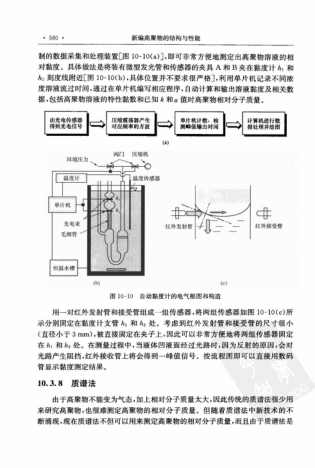 · 560 ·
新编高聚物的结构与性能
制的数据采集和处理装置[图 10-10(a)],即可非常方便地测定出高聚物溶液的相
对黏度。具体做法是将装有微型发光管和传感器的夹具 A 和 B 夹在黏度计 h₁ 和
h₂ 刻度线附近[图 10-10(b),具体位置并不要求很严格],利用单片机记录不同浓
度溶液流过时间,通过在单片机编写相应程序,自动计算和输出溶液黏度及相关数
据,包括高聚物溶液的特性黏数和已知 k 和 α 值时高聚物相对分子质量。
由光电传感器
得到光电信号
压缩震荡器产生
对应频率的方波
单片机计数、检
测峰值输出时间
计算机进行数
据处理并绘图
(a)
阀门 压缩机
环境压力
温度计
温度传感器
单片机
光电束
毛细管
恒温水槽
红外发射管
红外接受管
(b)
(c)
图 10-10 自动黏度计的电气框图和构造
用一对红外发射管和接受管组成一组传感器,将两组传感器如图 10-10(c)所
示分别固定在黏度计支管 h₁ 和 h₂ 处。考虑到红外发射管和接受管的尺寸很小
(直径小于 3 mm),被直接固定在夹子上,因此可以非常方便地将两组传感器固定
在 h₁ 和 h₂ 处。在测量过程中,当液体凹液面经过光路时,因为反射的原因,会对
光路产生阻挡,红外接收管上将会得到一峰值信号。按流程图即可以直接用数码
管显示黏度测定结果。
10.3.8 质谱法
由于高聚物不能变为气态,加上相对分子质量太大,因此传统的质谱法很少用
来研究高聚物,也很难测定高聚物的相对分子质量。但随着质谱法中新技术的不
断涌现,现在质谱法不但可以用来测定高聚物的相对分子质量,而且由于质谱法是